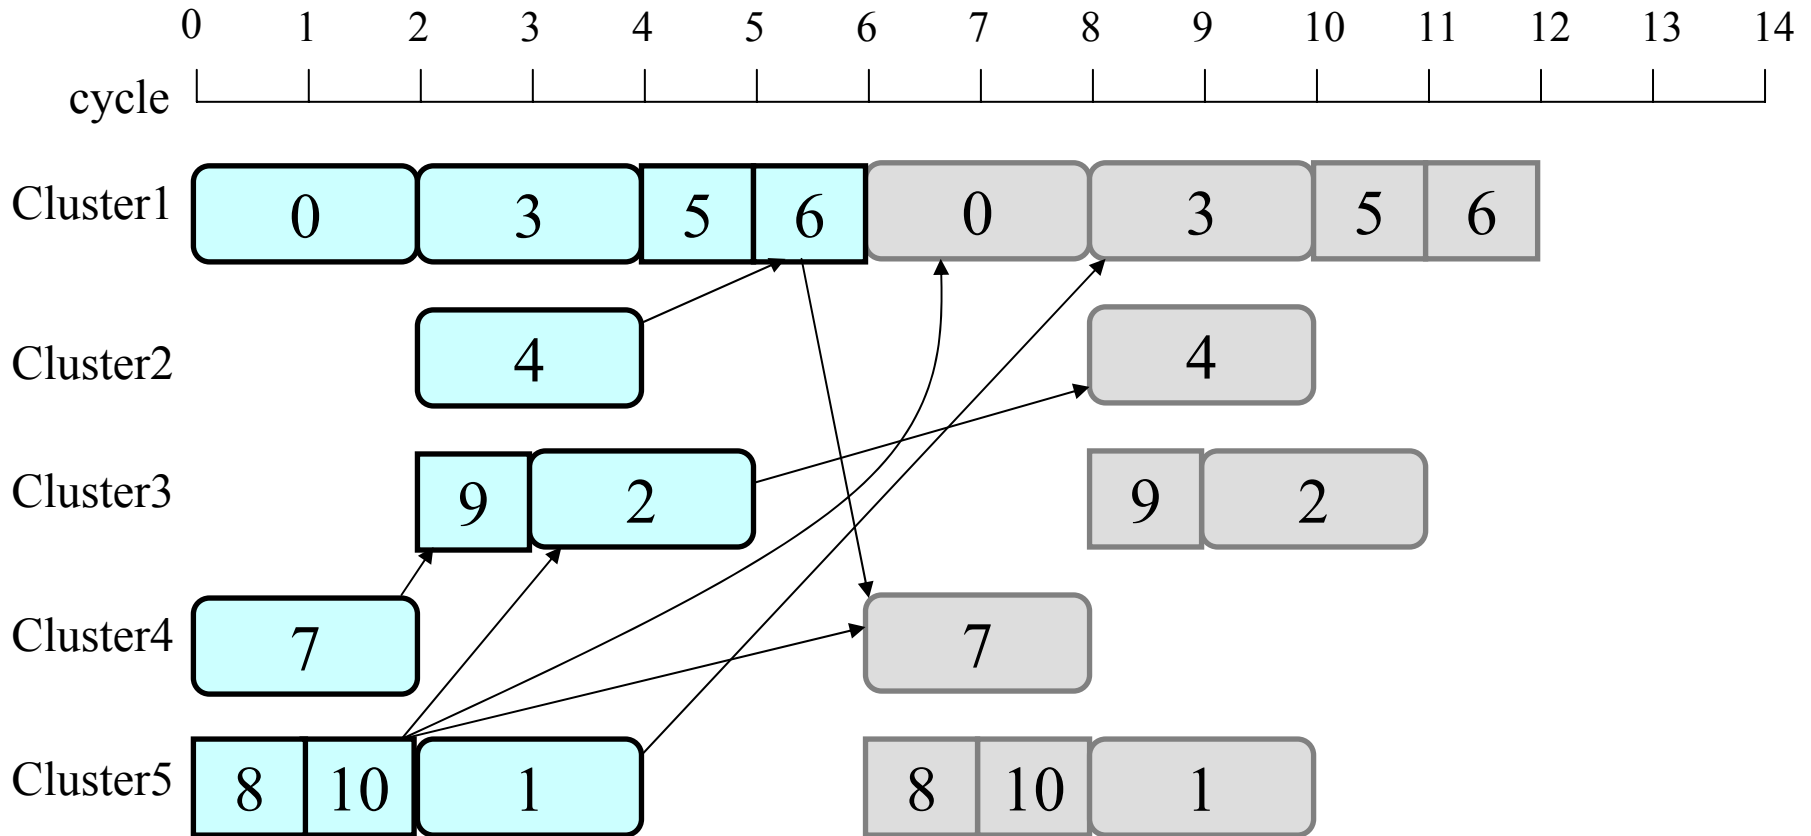 0 1 2 3 4 5 6 7 8 9 10 11 12 13 14
cycle
Cluster1 0 3 5 6 0 3 5 6
Cluster2 4 4
Cluster3 9 2 9 2
Cluster4 7 7
Cluster5 8 10 1 8 10 1